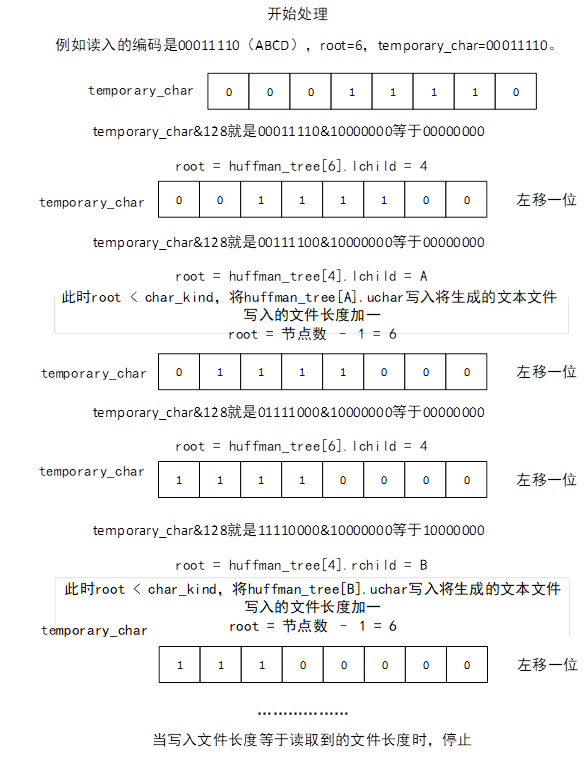 开始处理
例如读入的编码是00011110（ABCD），root=6，temporary_char=00011110。
temporary_char 0 0 0 1 1 1 1 0
temporary_char&128就是00011110&10000000等于00000000
root = huffman_tree[6].lchild = 4
temporary_char 0 0 1 1 1 1 0 0 左移一位
temporary_char&128就是00111100&10000000等于00000000
root = huffman_tree[4].lchild = A
此时root < char_kind，将huffman_tree[A].uchar写入将生成的文本文件
写入的文件长度加一
root = 节点数 - 1 = 6
temporary_char 0 1 1 1 1 0 0 0 左移一位
temporary_char&128就是01111000&10000000等于00000000
root = huffman_tree[6].lchild = 4
temporary_char 1 1 1 1 0 0 0 0 左移一位
temporary_char&128就是11110000&10000000等于10000000
root = huffman_tree[4].rchild = B
此时root < char_kind，将huffman_tree[B].uchar写入将生成的文本文件
写入的文件长度加一
root = 节点数 - 1 = 6
temporary_char
1 1 1 0 0 0 0 0 左移一位
………………
当写入文件长度等于读取到的文件长度时，停止